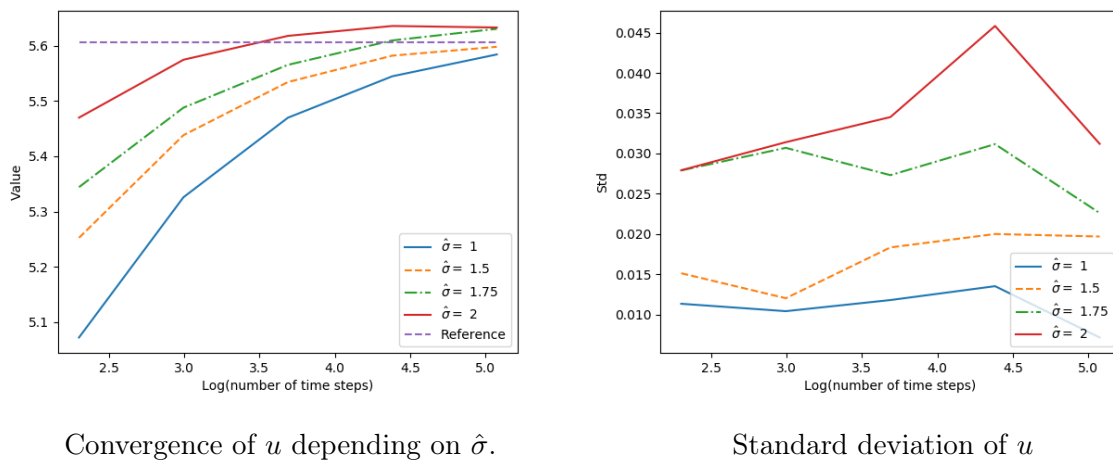 5.6
5.5
5.4
5.3
5.2
5.1
Value
2.5 3.0 3.5 4.0 4.5 5.0
Log(number of time steps)
σ̂ = 1
σ̂ = 1.5
σ̂ = 1.75
σ̂ = 2
Reference
0.045
0.040
0.035
0.030
0.025
0.020
0.015
0.010
Std
2.5 3.0 3.5 4.0 4.5 5.0
Log(number of time steps)
σ̂ = 1
σ̂ = 1.5
σ̂ = 1.75
σ̂ = 2
Convergence of u depending on σ̂.
Standard deviation of u